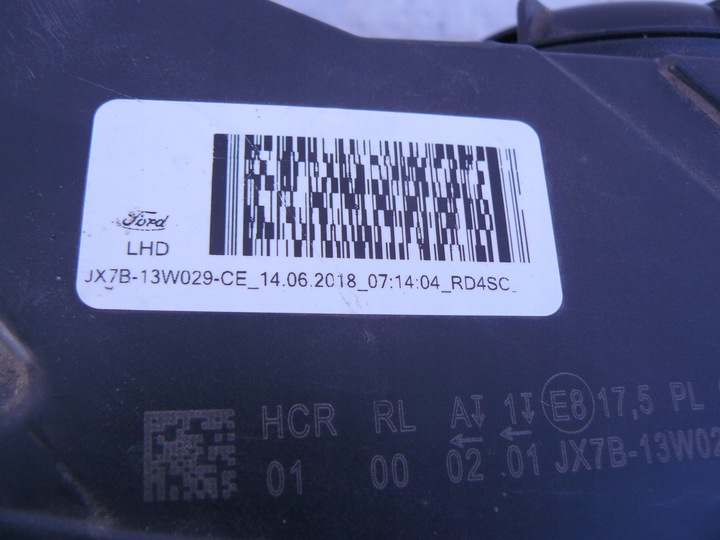 Ford
LHD
JX7B-13W029-CE_14.06.2018_07:14:04_RD4SC_
HCR RL A↧ 1↧ E8 17,5 PL
01 00 02 ← 01 ← JX7B-13W02